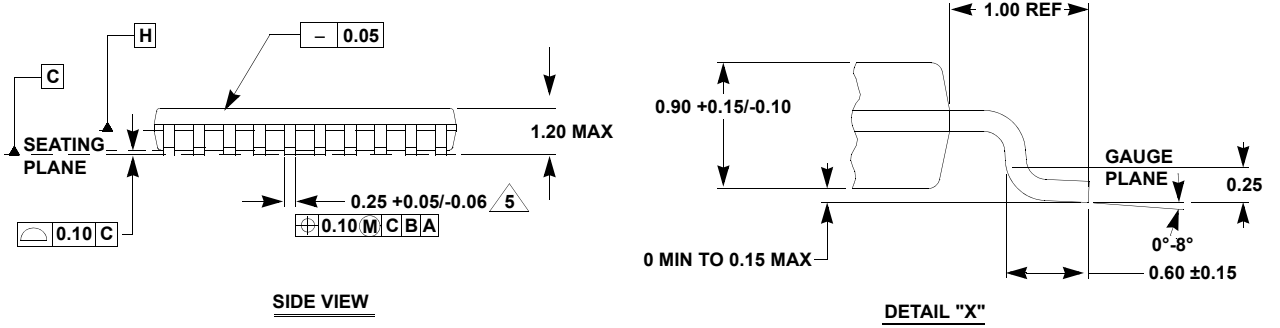 H
– 0.05
C
SEATING
PLANE
1.20 MAX
0.25 +0.05/-0.06 5
0.10 M C B A
0.10 C
SIDE VIEW
1.00 REF
0.90 +0.15/-0.10
GAUGE
PLANE
0.25
0°-8°
0 MIN TO 0.15 MAX
0.60 ±0.15
DETAIL "X"